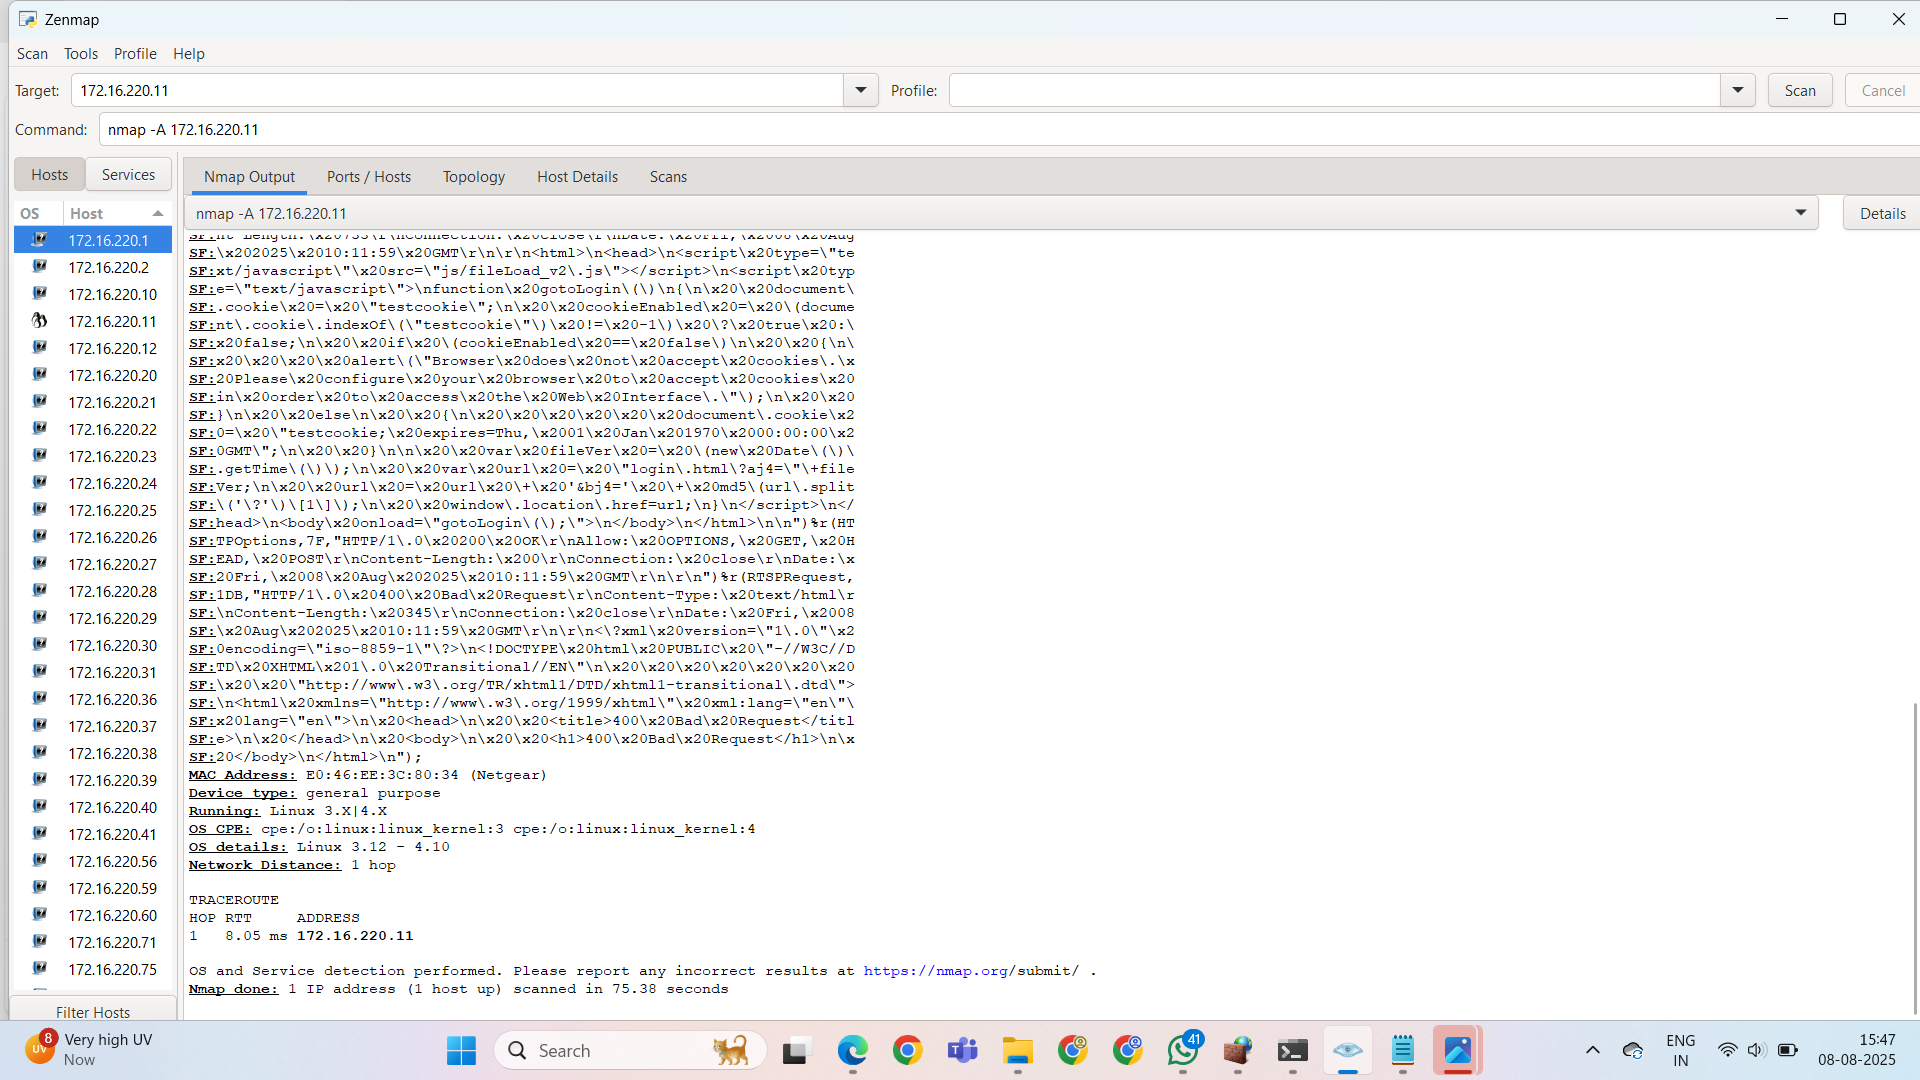 Zenmap
Scan Tools Profile Help
Target: 172.16.220.11 Profile: Scan Cancel
Command: nmap -A 172.16.220.11
Hosts Services
Nmap Output Ports / Hosts Topology Host Details Scans
OS Host
nmap -A 172.16.220.11 Details
172.16.220.1
172.16.220.2
172.16.220.10
172.16.220.11
172.16.220.12
172.16.220.20
172.16.220.21
172.16.220.22
172.16.220.23
172.16.220.24
172.16.220.25
172.16.220.26
172.16.220.27
172.16.220.28
172.16.220.29
172.16.220.30
172.16.220.31
172.16.220.36
172.16.220.37
172.16.220.38
172.16.220.39
172.16.220.40
172.16.220.41
172.16.220.56
172.16.220.59
172.16.220.60
172.16.220.71
172.16.220.75
Filter Hosts
SF:nt-Length:\x20733\r\nConnection:\x20close\r\nDate:\x20Fri,\x2008\x20Aug
SF:\x202025\x2010:11:59\x20GMT\r\n\r\n<html>\n<head>\n<script\x20type=\"te
SF:xt/javascript\"\x20src=\"js/fileLoad_v2\.js\"></script>\n<script\x20typ
SF:e=\"text/javascript\">\nfunction\x20gotoLogin\(\)\n{\n\x20\x20document\
SF:.cookie\x20=\x20\"testcookie\";\n\x20\x20cookieEnabled\x20=\x20\(docume
SF:nt\.cookie\.indexOf\(\"testcookie\"\)\x20!=\x20-1\)\x20\?\x20true\x20:\
SF:x20false;\n\x20\x20if\x20\(cookieEnabled\x20==\x20false\)\n\x20\x20{\n\
SF:x20\x20\x20\x20alert\(\"Browser\x20does\x20not\x20accept\x20cookies\.\x
SF:20Please\x20configure\x20your\x20browser\x20to\x20accept\x20cookies\x20
SF:in\x20order\x20to\x20access\x20the\x20Web\x20Interface\.\"\);\n\x20\x20
SF:}\n\x20\x20else\n\x20\x20{\n\x20\x20\x20\x20\x20\x20document\.cookie\x2
SF:0=\x20\"testcookie;\x20expires=Thu,\x2001\x20Jan\x201970\x2000:00:00\x2
SF:0GMT\";\n\x20\x20}\n\n\x20\x20var\x20fileVer\x20=\x20\(new\x20Date\(\)\
SF:.getTime\(\)\);\n\x20\x20var\x20url\x20=\x20\"login\.html\?aj4=\"\+file
SF:Ver;\n\x20\x20url\x20=url\x20\+\x20'&bj4='\x20\+\x20md5\(url\.split
SF:\('\?'\)\[1\]\);\n\x20\x20window\.location\.href=url;\n}\n</script>\n</
SF:head>\n<body\x20onload=\"gotoLogin\(\);\">\n</body>\n</html>\n\n")%r(HT
SF:TPOptions,7F,"HTTP/1\.0\x20200\x20OK\r\nAllow:\x20OPTIONS,\x20GET,\x20H
SF:EAD,\x20POST\r\nContent-Length:\x200\r\nConnection:\x20close\r\nDate:\x
SF:20Fri,\x2008\x20Aug\x202025\x2010:11:59\x20GMT\r\n\r\n")%r(RTSPRequest,
SF:1DB,"HTTP/1\.0\x20400\x20Bad\x20Request\r\nContent-Type:\x20text/html\r
SF:\nContent-Length:\x20345\r\nConnection:\x20close\r\nDate:\x20Fri,\x2008
SF:\x20Aug\x202025\x2010:11:59\x20GMT\r\n\r\n<\?xml\x20version=\"1\.0\"\x2
SF:0encoding=\"iso-8859-1\"\?>\n<!DOCTYPE\x20html\x20PUBLIC\x20\"-//W3C//D
SF:TD\x20XHTML\x201\.0\x20Transitional//EN\"\n\x20\x20\x20\x20\x20\x20\x20
SF:\x20\x20\"http://www\.w3\.org/TR/xhtml1/DTD/xhtml1-transitional\.dtd\">
SF:\n<html\x20xmlns=\"http://www\.w3\.org/1999/xhtml\"\x20xml:lang=\"en\"\
SF:x20lang=\"en\">\n\x20<head>\n\x20\x20<title>400\x20Bad\x20Request</titl
SF:e>\n\x20</head>\n\x20<body>\n\x20\x20<h1>400\x20Bad\x20Request</h1>\n\x
SF:20</body>\n</html>\n");
MAC Address: E0:46:EE:3C:80:34 (Netgear)
Device type: general purpose
Running: Linux 3.X|4.X
OS CPE: cpe:/o:linux:linux_kernel:3 cpe:/o:linux:linux_kernel:4
OS details: Linux 3.12 - 4.10
Network Distance: 1 hop
TRACEROUTE
HOP RTT ADDRESS
1 8.05 ms 172.16.220.11
OS and Service detection performed. Please report any incorrect results at https://nmap.org/submit/ .
Nmap done: 1 IP address (1 host up) scanned in 75.38 seconds
8
UV
Very high UV
Now
Search
41
ENG
IN
15:47
08-08-2025